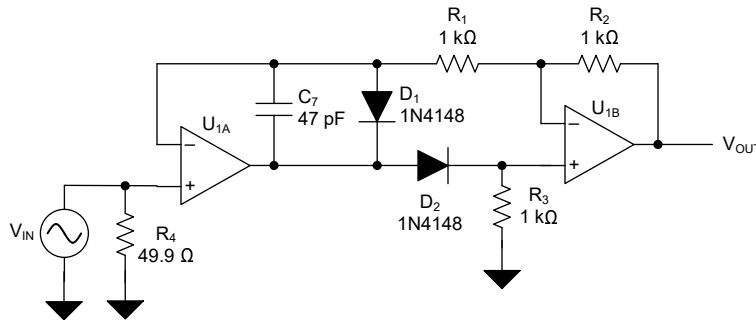 R1
1 kΩ
R2
1 kΩ
C7
47 pF
D1
1N4148
U1A
U1B
−
+
−
+
VOUT
D2
1N4148
R3
1 kΩ
VIN
R4
49.9 Ω